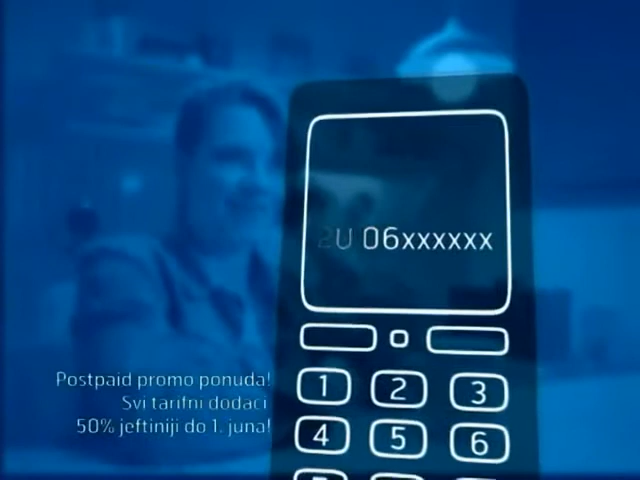 2U 06xxxxxx
Postpaid promo ponuda!
Svi tarifni dodaci
50% jeftiniji do 1. juna!
1 2 3
4 5 6